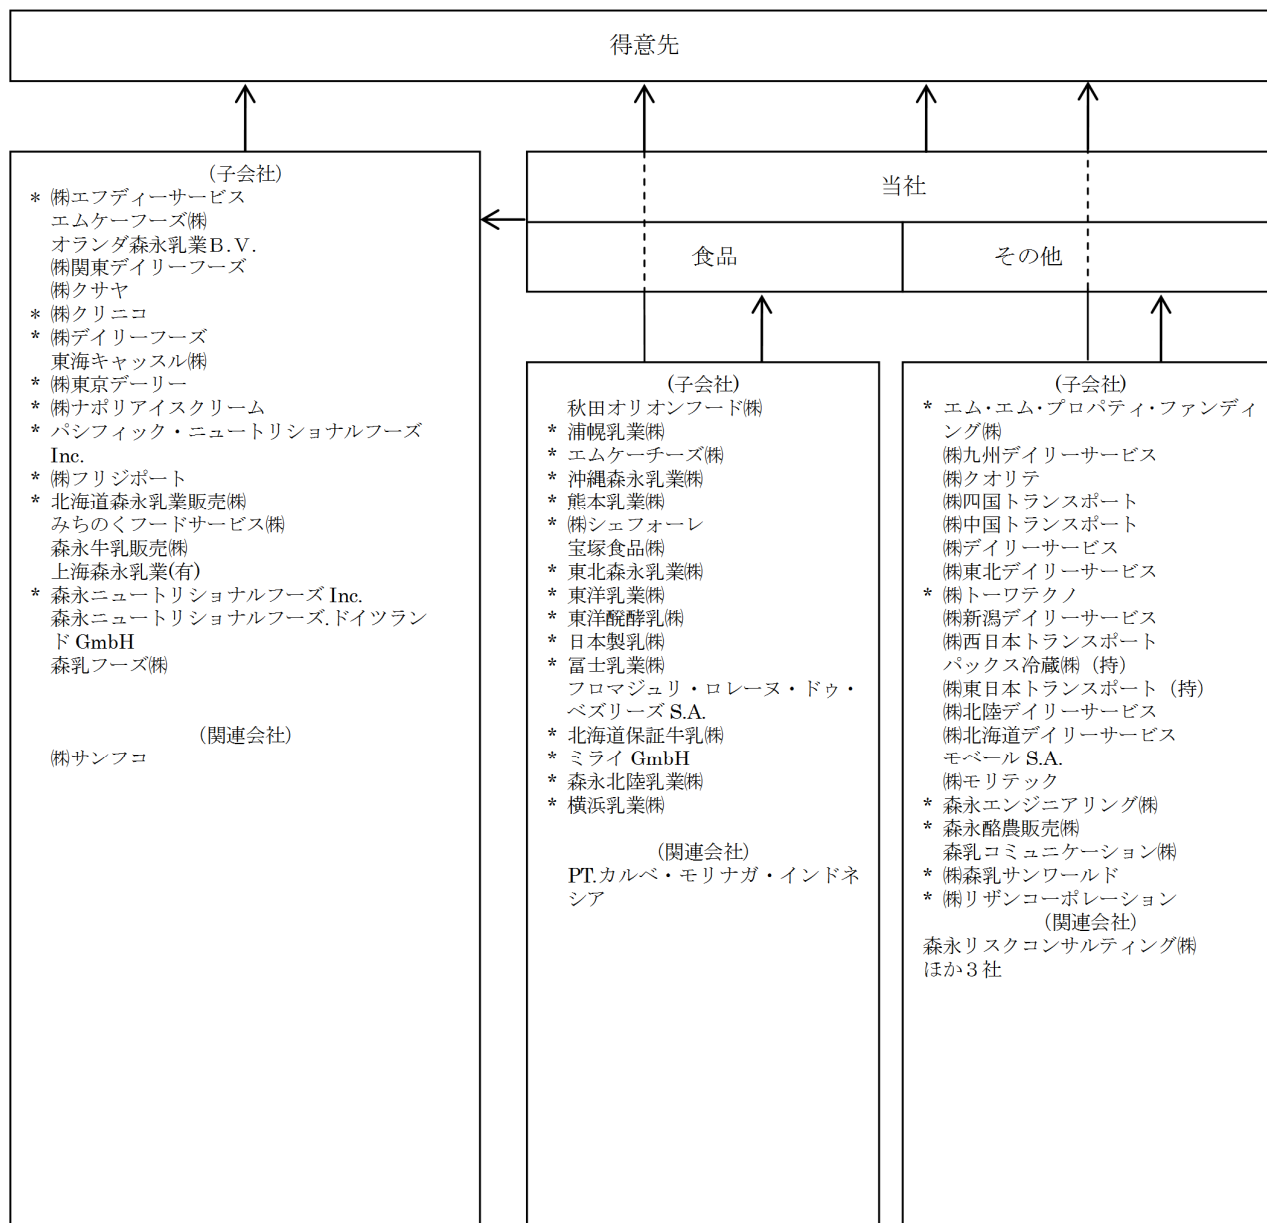 得意先
(子会社)
* ㈱エフディーサービス
エムケーフーズ㈱
オランダ森永乳業Ｂ.Ｖ.
㈱関東デイリーフーズ
㈱クサヤ
* ㈱クリニコ
* ㈱デイリーフーズ
東海キャッスル㈱
* ㈱東京デーリー
* ㈱ナポリアイスクリーム
* パシフィック・ニュートリショナルフーズ
Inc.
* ㈱フリジポート
* 北海道森永乳業販売㈱
みちのくフードサービス㈱
森永牛乳販売㈱
上海森永乳業(有)
* 森永ニュートリショナルフーズ Inc.
森永ニュートリショナルフーズ.ドイツラン
ド GmbH
森乳フーズ㈱
(関連会社)
㈱サンフコ
当社
食品
その他
(子会社)
秋田オリオンフード㈱
* 浦幌乳業㈱
* エムケーチーズ㈱
* 沖縄森永乳業㈱
* 熊本乳業㈱
* ㈱シェフォーレ
宝塚食品㈱
* 東北森永乳業㈱
* 東洋乳業㈱
* 東洋醗酵乳㈱
* 日本製乳㈱
* 冨士乳業㈱
フロマジュリ・ロレーヌ・ドゥ・
ベズリーズ S.A.
* 北海道保証牛乳㈱
* ミライ GmbH
* 森永北陸乳業㈱
* 横浜乳業㈱
(関連会社)
PT.カルベ・モリナガ・インドネ
シア
(子会社)
* エム･エム･プロパティ･ファンディ
ング㈱
㈱九州デイリーサービス
㈱クオリテ
㈱四国トランスポート
㈱中国トランスポート
㈱デイリーサービス
㈱東北デイリーサービス
* ㈱トーワテクノ
㈱新潟デイリーサービス
㈱西日本トランスポート
パックス冷蔵㈱（持）
㈱東日本トランスポート（持）
㈱北陸デイリーサービス
㈱北海道デイリーサービス
モベール S.A.
㈱モリテック
* 森永エンジニアリング㈱
* 森永酪農販売㈱
森乳コミュニケーション㈱
* ㈱森乳サンワールド
* ㈱リザンコーポレーション
(関連会社)
森永リスクコンサルティング㈱
ほか３社